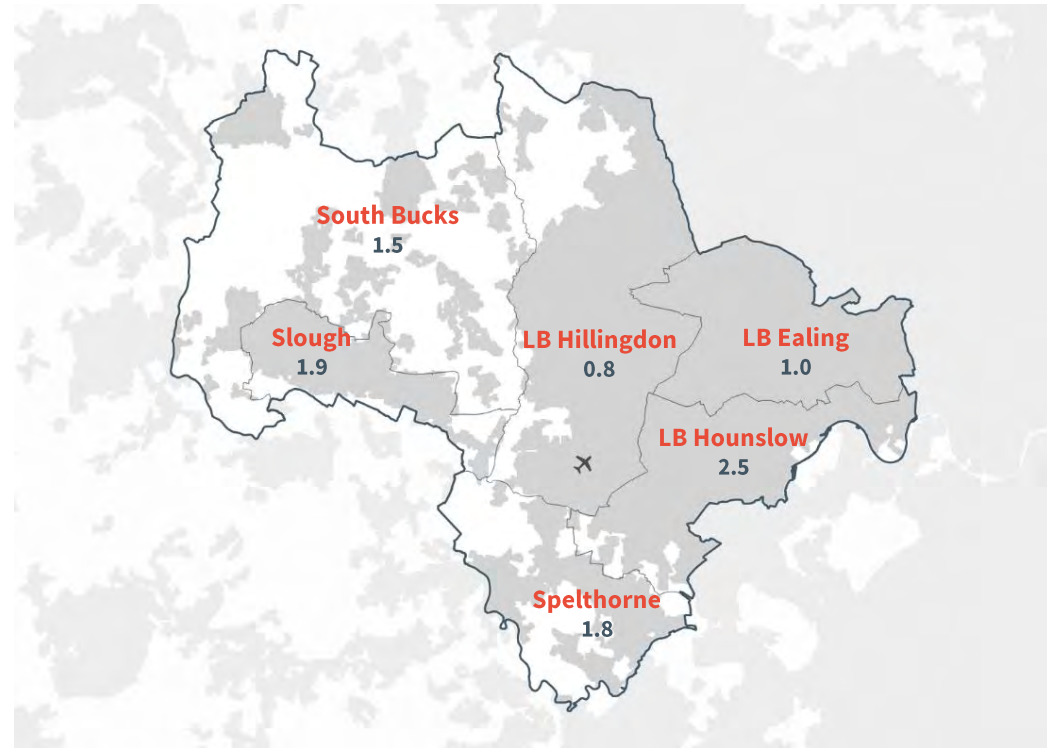 South Bucks
1.5
Slough
1.9
LB Hillingdon
0.8
LB Ealing
1.0
LB Hounslow
2.5
Spelthorne
1.8